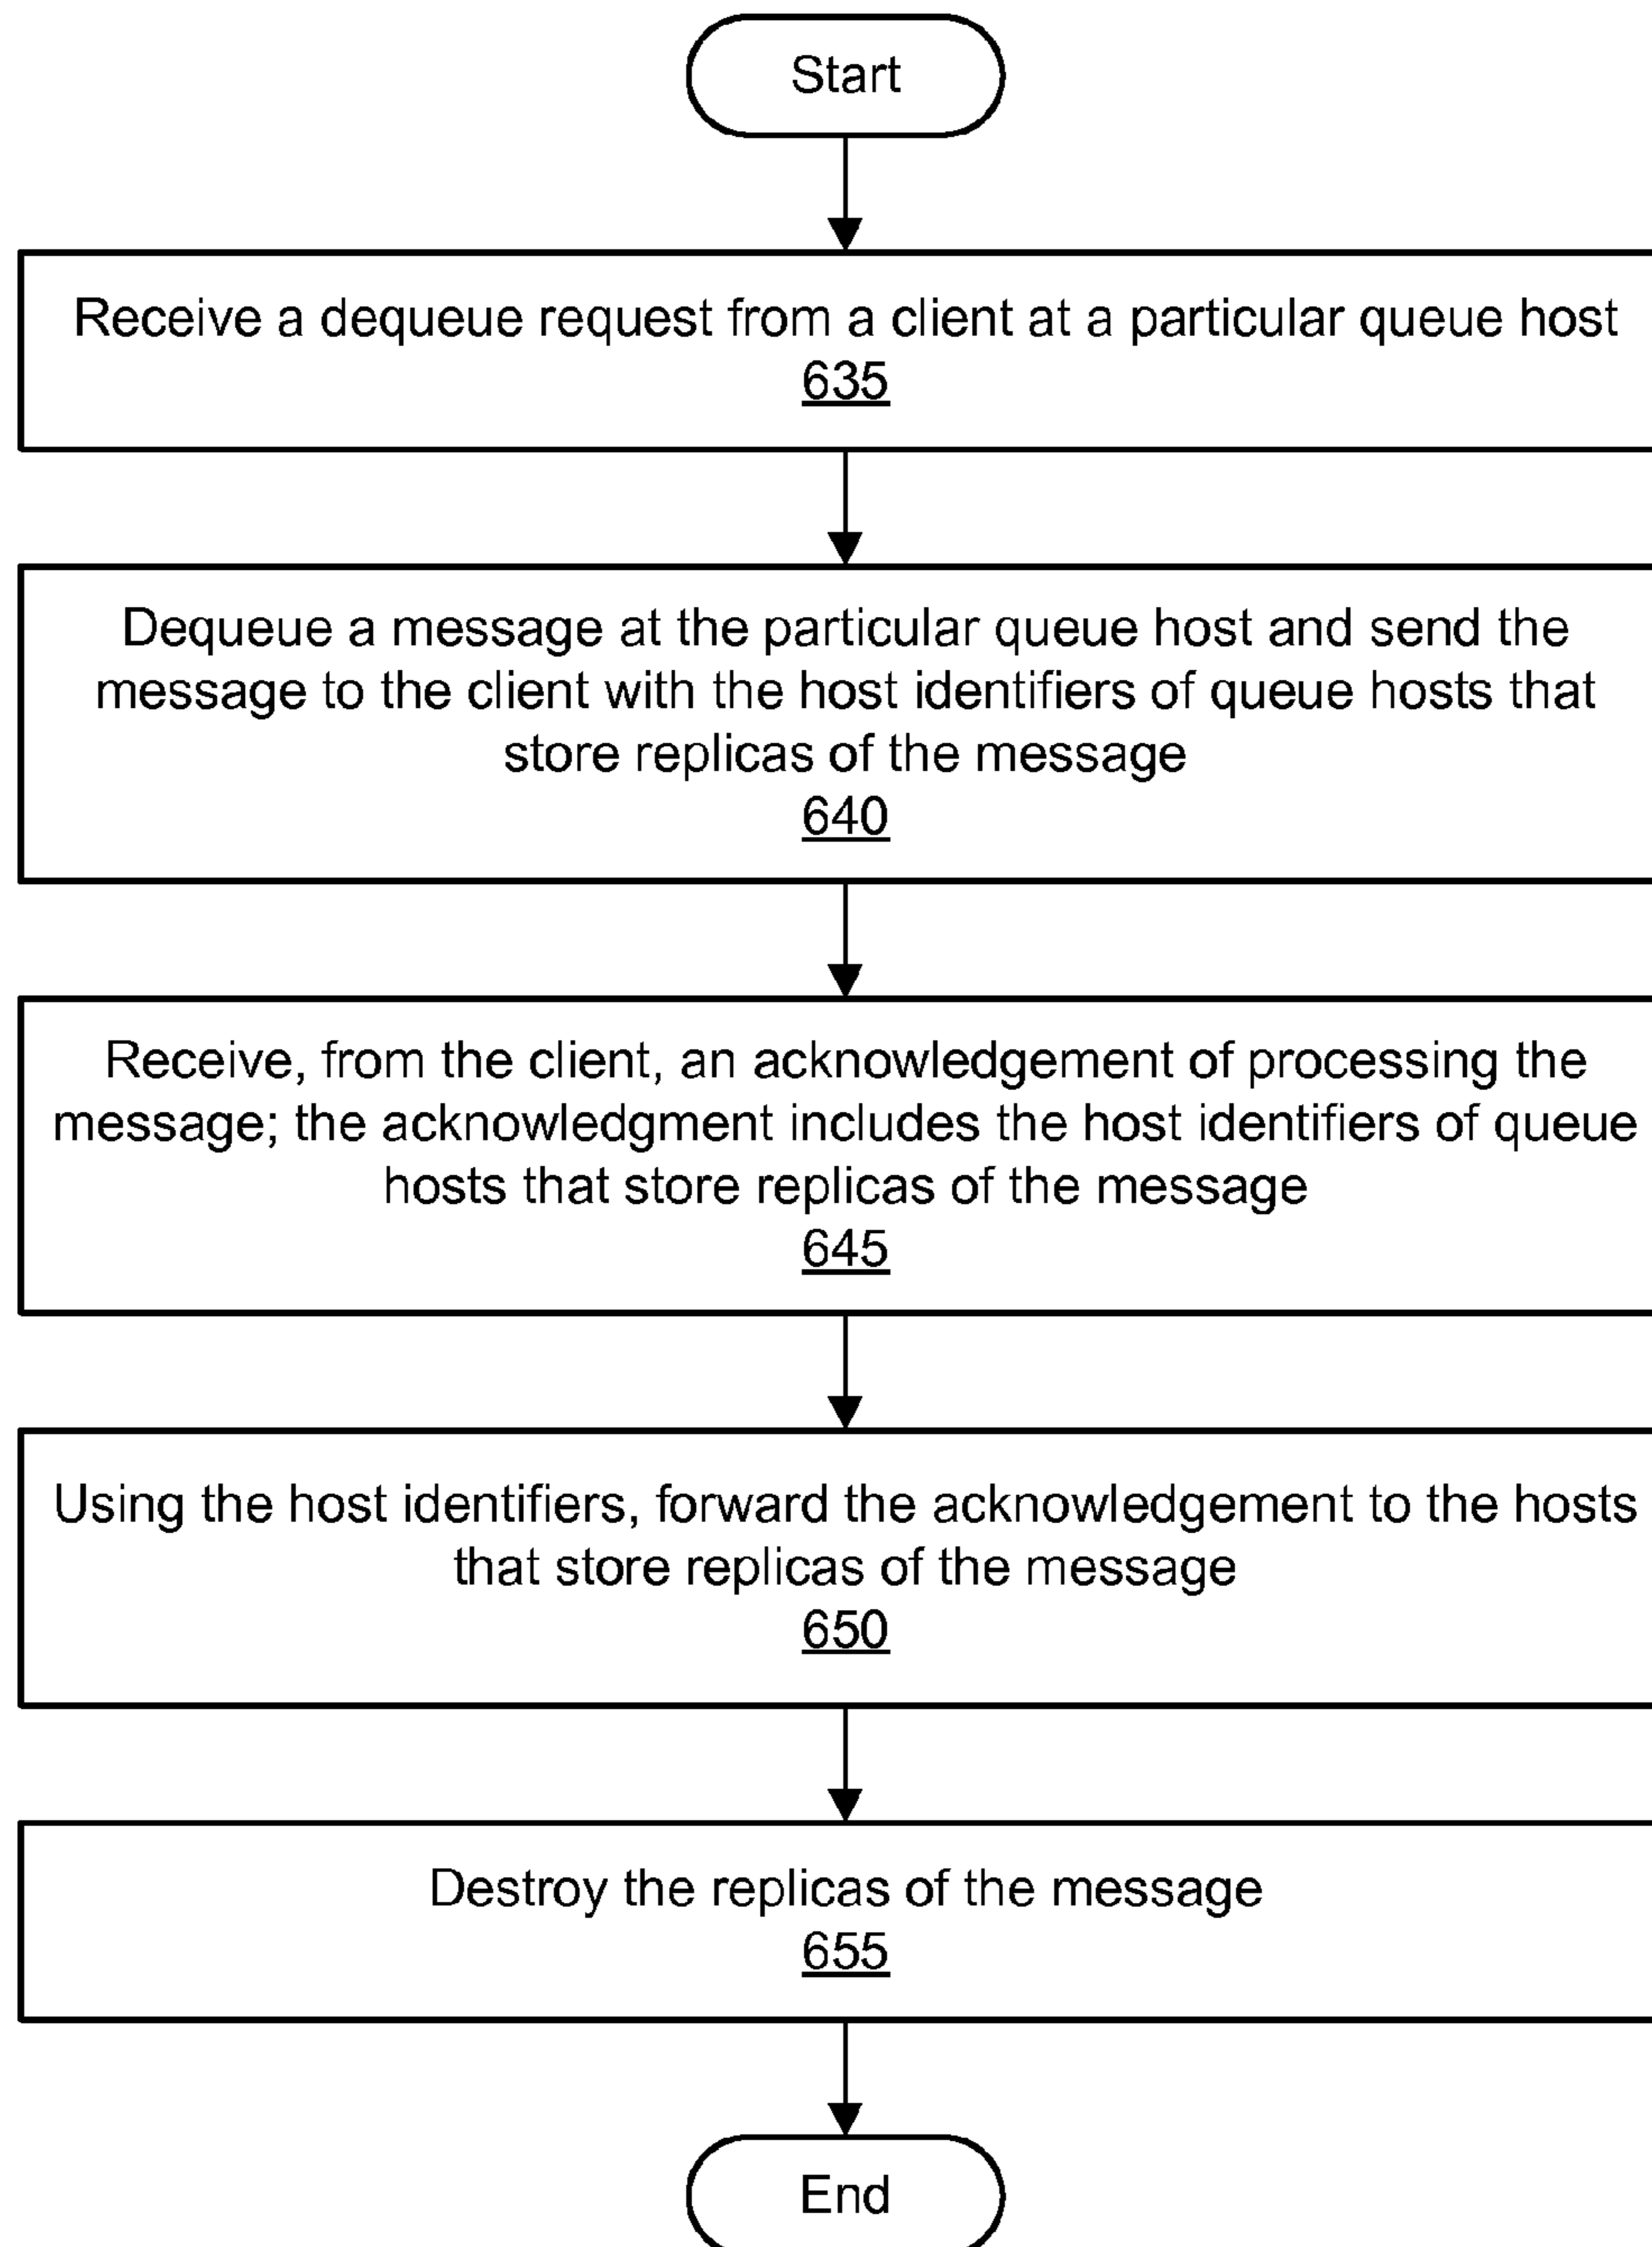 Start
Receive a dequeue request from a client at a particular queue host
635
Dequeue a message at the particular queue host and send the
message to the client with the host identifiers of queue hosts that
store replicas of the message
640
Receive, from the client, an acknowledgement of processing the
message; the acknowledgment includes the host identifiers of queue
hosts that store replicas of the message
645
Using the host identifiers, forward the acknowledgement to the hosts
that store replicas of the message
650
Destroy the replicas of the message
655
End